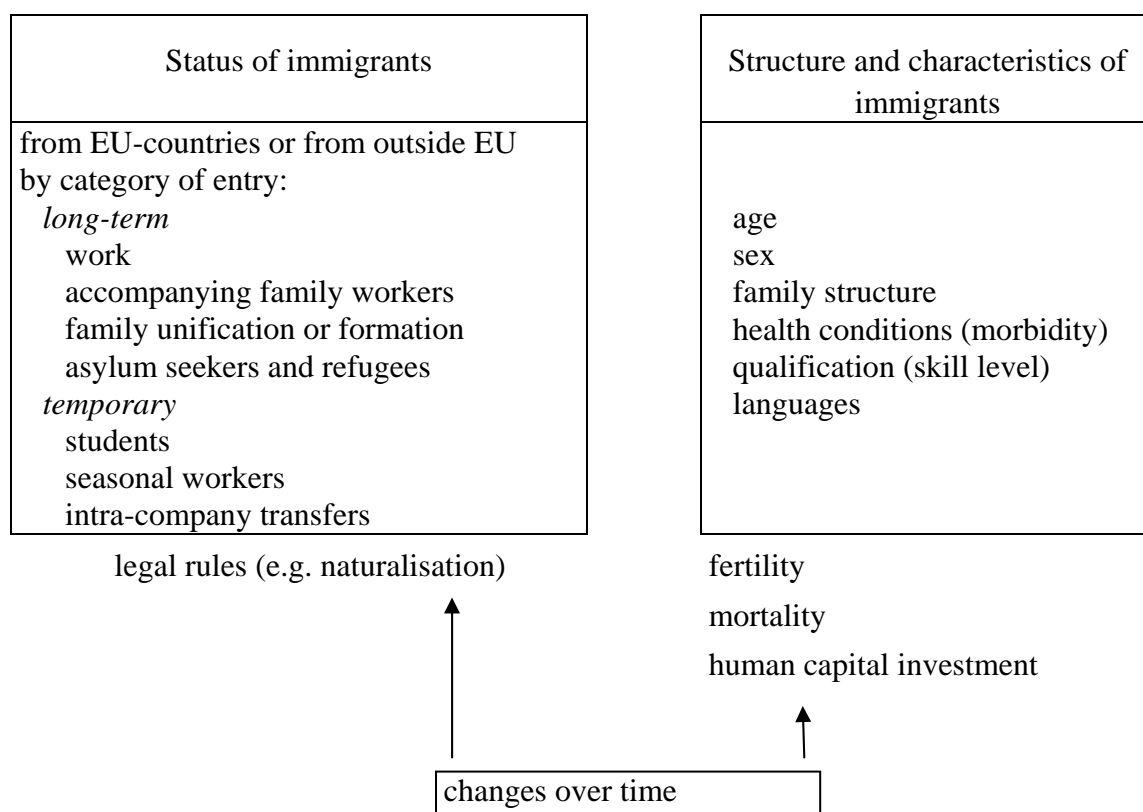 Status of immigrants
from EU-countries or from outside EU
by category of entry:
long-term
work
accompanying family workers
family unification or formation
asylum seekers and refugees
temporary
students
seasonal workers
intra-company transfers
legal rules (e.g. naturalisation)
Structure and characteristics of
immigrants
age
sex
family structure
health conditions (morbidity)
qualification (skill level)
languages
fertility
mortality
human capital investment
changes over time